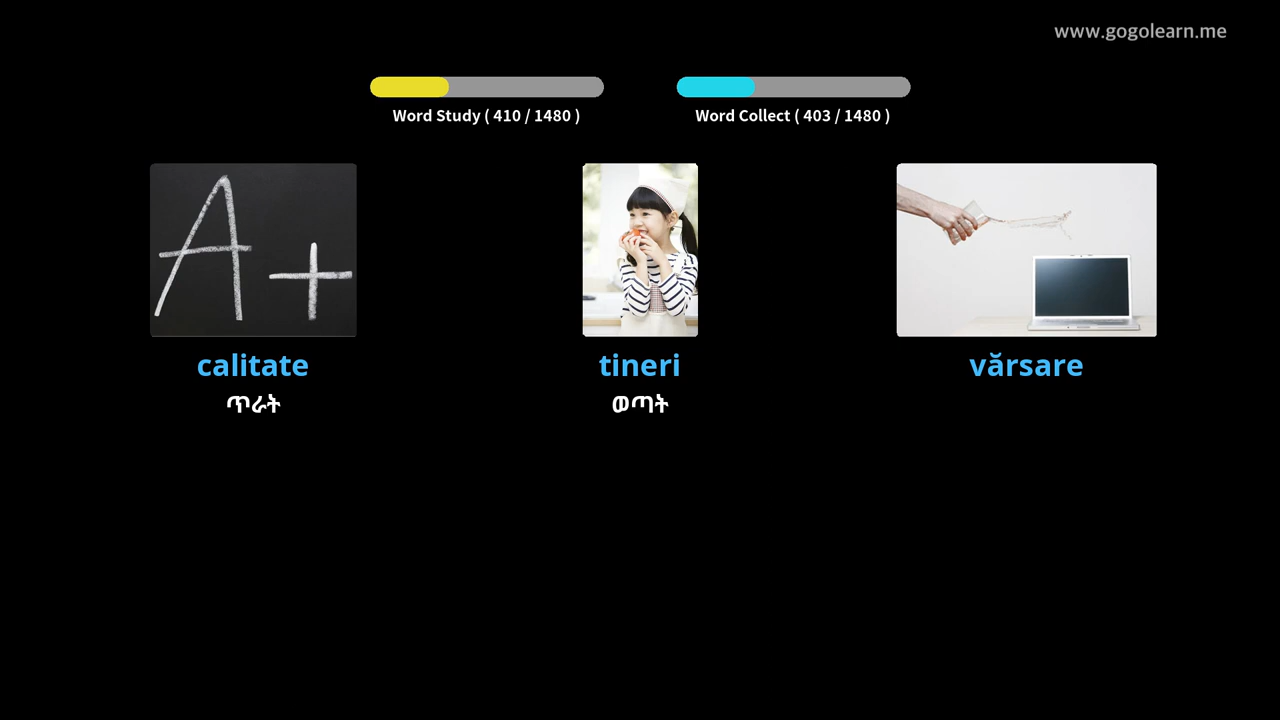 www.gogolearn.me
Word Study ( 410 / 1480 )
Word Collect ( 403 / 1480 )
A+
calitate
ጥራት
tineri
ወጣት
vărsare